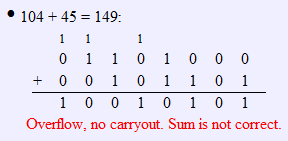 • 104 + 45 = 149:
1 1 1
0 1 1 0 1 0 0 0
+ 0 0 1 0 1 1 0 1
1 0 0 1 0 1 0 1
Overflow, no carryout. Sum is not correct.